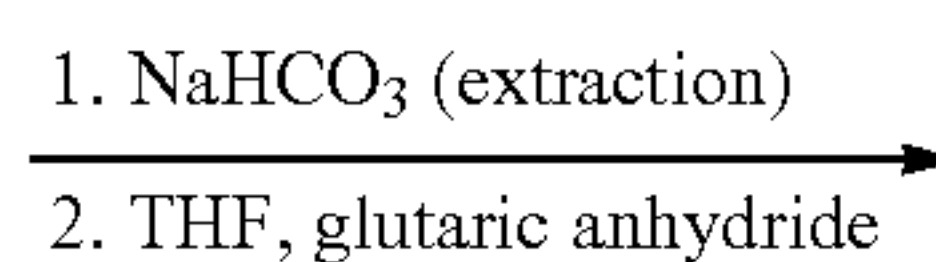 1. NaHCO₃ (extraction)
2. THF, glutaric anhydride